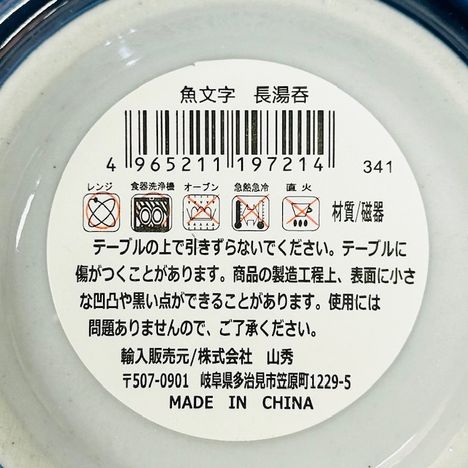 魚文字 長湯呑
4 965211 197214 341
レンジ 食器洗浄機 オーブン 急熱急冷 直火 材質/磁器
テーブルの上で引きずらないでください。テーブルに
傷がつくことがあります。商品の製造工程上、表面に小さ
な凹凸や黒い点ができることがあります。使用には
問題ありませんので、ご了承ください。
輸入販売元/株式会社 山秀
〒507-0901 岐阜県多治見市笠原町1229-5
MADE IN CHINA